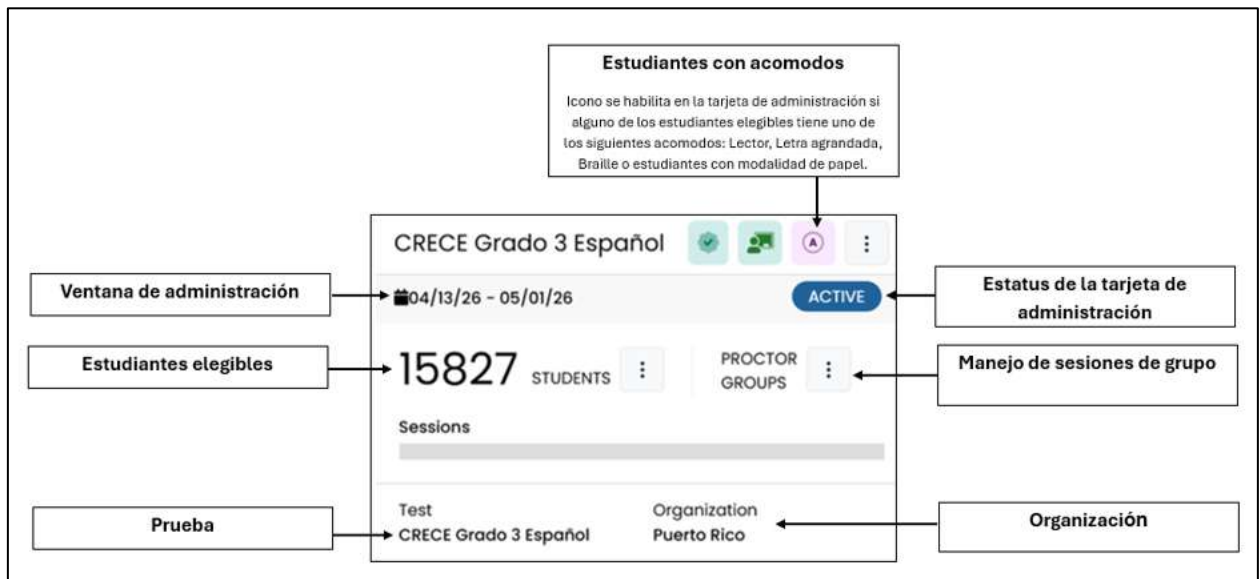 Estudiantes con acomodos
Icono se habilita en la tarjeta de administración si
alguno de los estudiantes elegibles tiene uno de
los siguientes acomodos: Lector, Letra agrandada,
Braille o estudiantes con modalidad de papel.
CRECE Grado 3 Español
A
Ventana de administración
04/13/26 - 05/01/26
ACTIVE
Estatus de la tarjeta de
administración
Estudiantes elegibles
15827 STUDENTS
PROCTOR
GROUPS
Manejo de sesiones de grupo
Sessions
Prueba
Test
CRECE Grado 3 Español
Organization
Puerto Rico
Organización